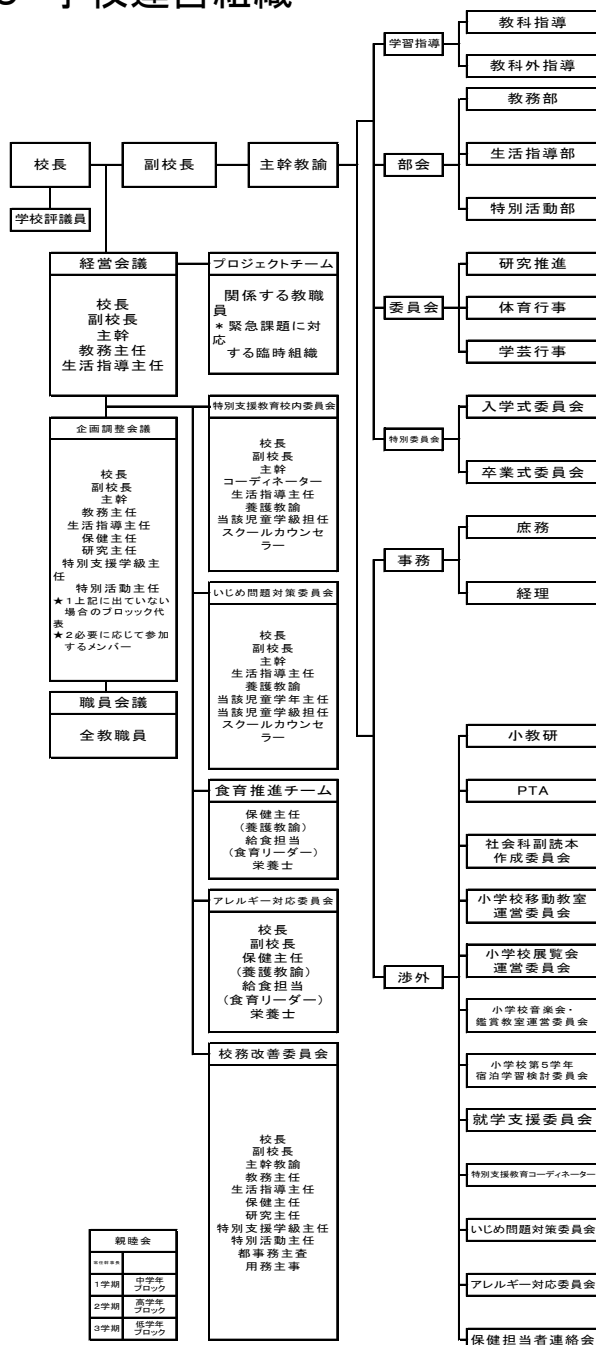 学校運営組織
校長
副校長
主幹教諭
学校評議員
経営会議
校長
副校長
主幹
教務主任
生活指導主任
プロジェクトチーム
関係する教職
員
*緊急課題に対
応
する臨時組織
企画調整会議
校長
副校長
主幹
教務主任
生活指導主任
保健主任
研究主任
特別支援学級主
任
特別活動主任
★1上記に出ていない
場合のブロック代
表
★2必要に応じて参加
するメンバー
職員会議
全教職員
特別支援教育校内委員会
校長
副校長
主幹
コーディネーター
生活指導主任
養護教諭
当該児童学級担任
スクールカウンセ
ラー
いじめ問題対策委員会
校長
副校長
主幹
生活指導主任
養護教諭
当該児童学年主任
当該児童学級担任
スクールカウンセ
ラー
食育推進チーム
保健主任
(養護教諭)
給食担当
(食育リーダー)
栄養士
アレルギー対応委員会
校長
副校長
保健主任
(養護教諭)
給食担当
(食育リーダー)
栄養士
校務改善委員会
校長
副校長
主幹教諭
教務主任
生活指導主任
保健主任
研究主任
特別支援学級主任
特別活動主任
都事務主査
用務主事
親睦会
1学期
中学年
ブロック
2学期
高学年
ブロック
3学期
低学年
ブロック
学習指導
教科指導
教科外指導
部会
教務部
生活指導部
特別活動部
委員会
研究推進
体育行事
学芸行事
特別委員会
入学式委員会
卒業式委員会
事務
庶務
経理
渉外
小教研
PTA
社会科副読本
作成委員会
小学校移動教室
運営委員会
小学校展覧会
運営委員会
小学校音楽会・
鑑賞教室運営委員会
小学校第5学年
宿泊学習検討委員会
就学支援委員会
特別支援教育コーディネーター
いじめ問題対策委員会
アレルギー対応委員会
保健担当者連絡会